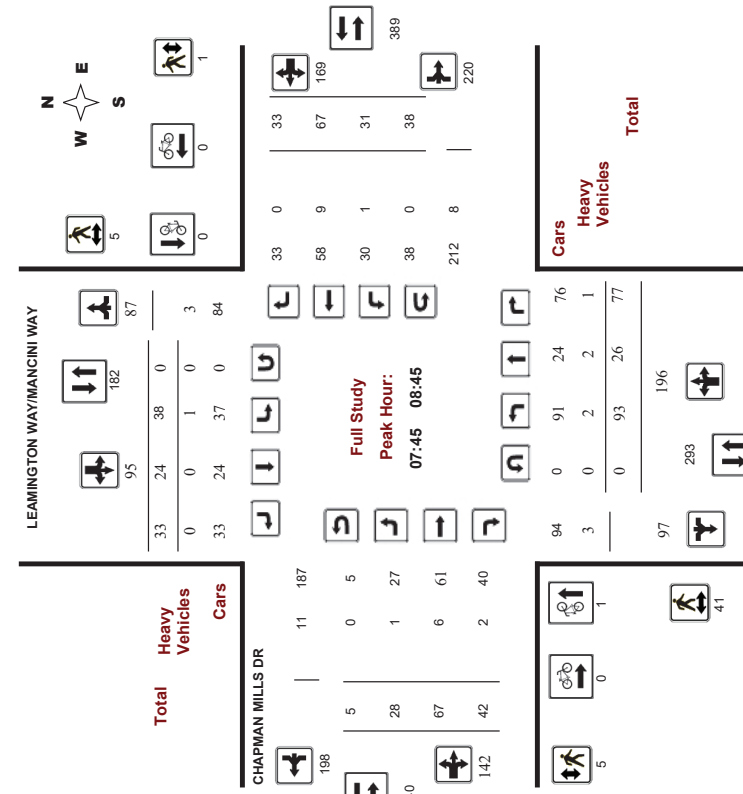 N
W E
S
1
0
5
0
LEAMINGTON WAY/MANCINI WAY
95
182
87
33 24 38 0
0 0 1 0 3
33 24 37 0 84
Total
Heavy
Vehicles
Cars
389
169
220
33 0 33
58 9 67
30 1 31
38 0 38
212 8
Full Study
Peak Hour:
07:45 08:45
CHAPMAN MILLS DR
11 187
198
5 0 5
28 1 27
67 6 61
42 2 40
142
94 0 91 24 76
3 0 2 2 1
0 93 26 77
97
293
196
Cars
Heavy
Vehicles
Total
1
0
41
5